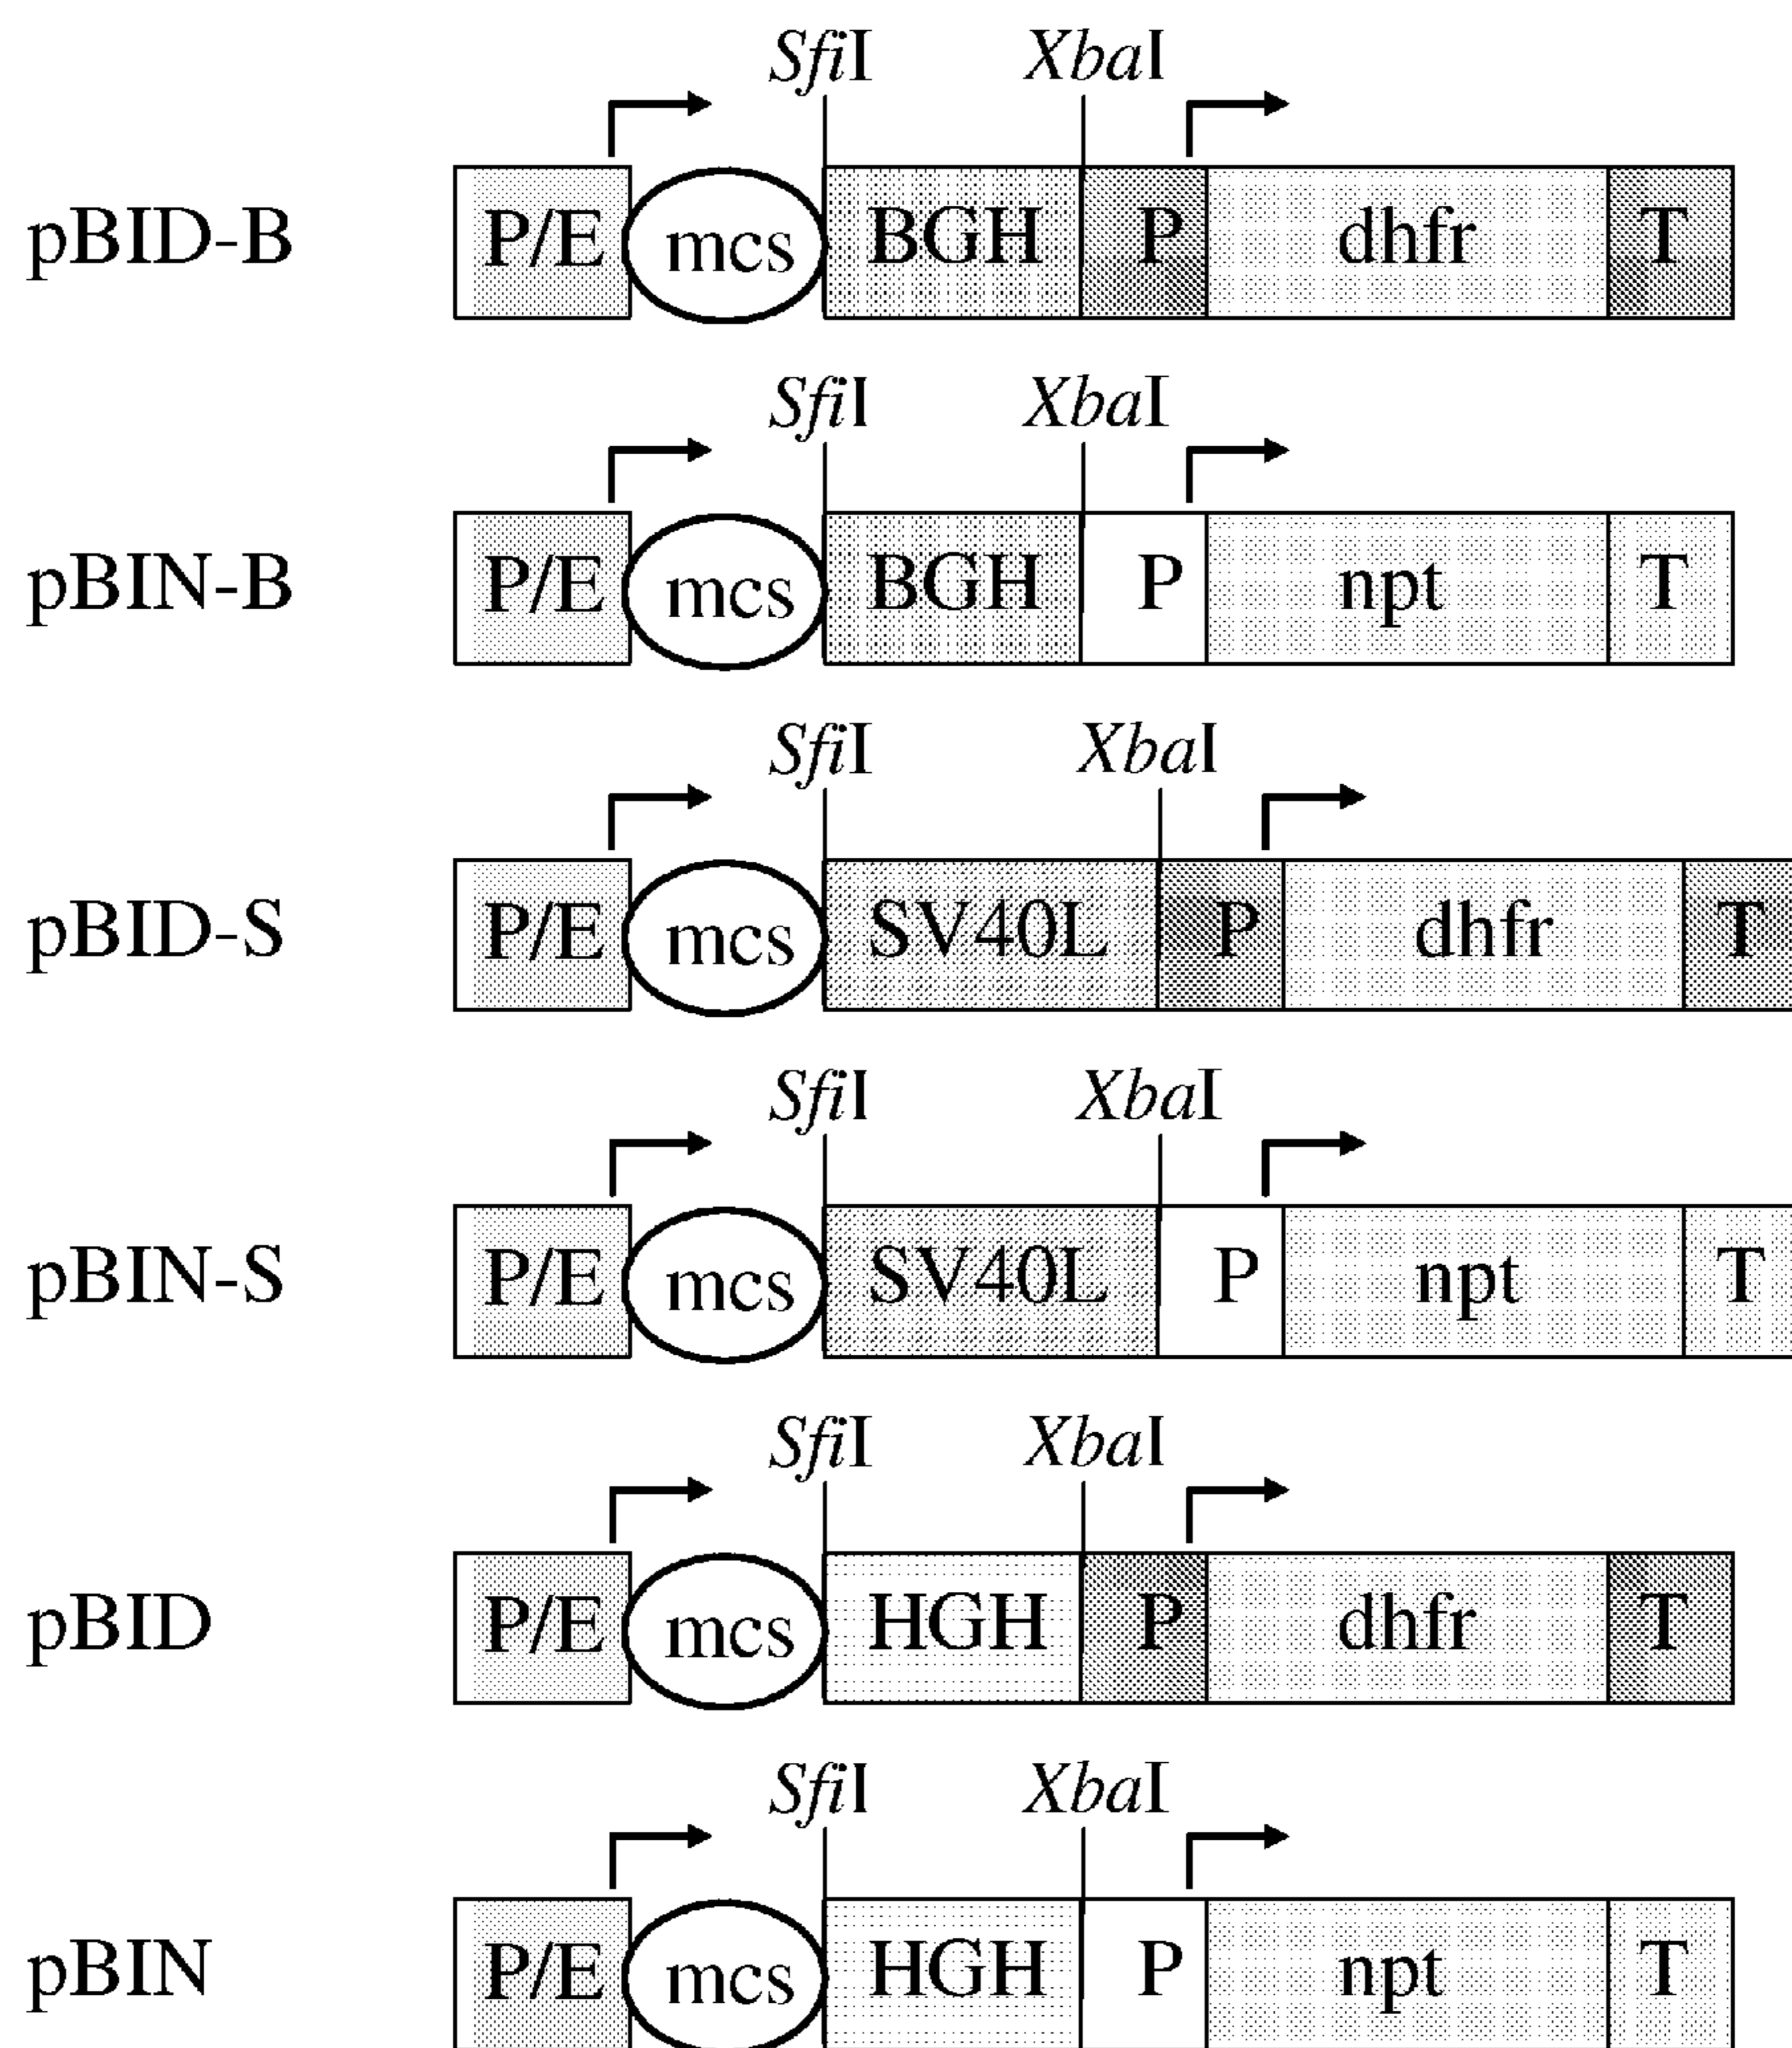 SfiI XbaI
pBID-B P/E mcs BGH P dhfr T
SfiI XbaI
pBIN-B P/E mcs BGH P npt T
SfiI XbaI
pBID-S P/E mcs SV40L P dhfr T
SfiI XbaI
pBIN-S P/E mcs SV40L P npt T
SfiI XbaI
pBID P/E mcs HGH P dhfr T
SfiI XbaI
pBIN P/E mcs HGH P npt T